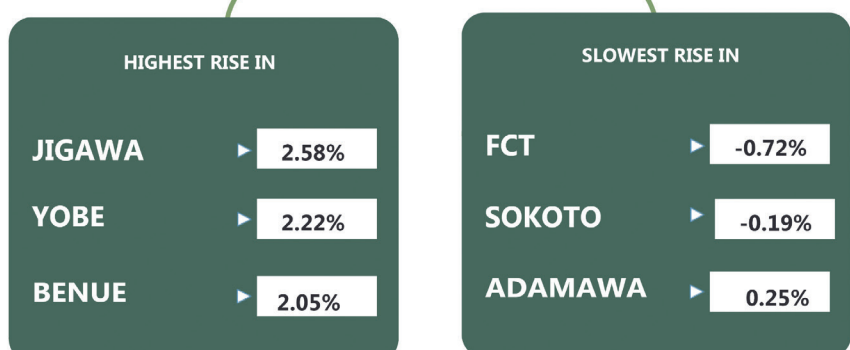 HIGHEST RISE IN
JIGAWA 2.58%
YOBE 2.22%
BENUE 2.05%
SLOWEST RISE IN
FCT -0.72%
SOKOTO -0.19%
ADAMAWA 0.25%